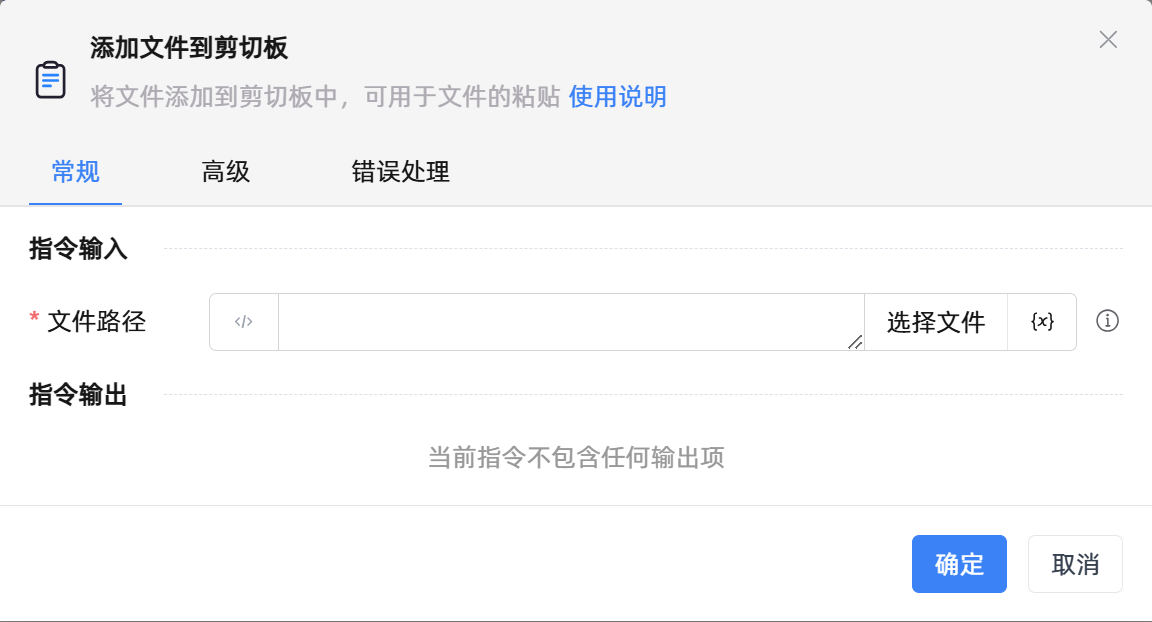 添加文件到剪切板
将文件添加到剪切板中，可用于文件的粘贴 使用说明
常规 高级 错误处理
指令输入
* 文件路径 </> 选择文件 {x}
指令输出
当前指令不包含任何输出项
确定 取消